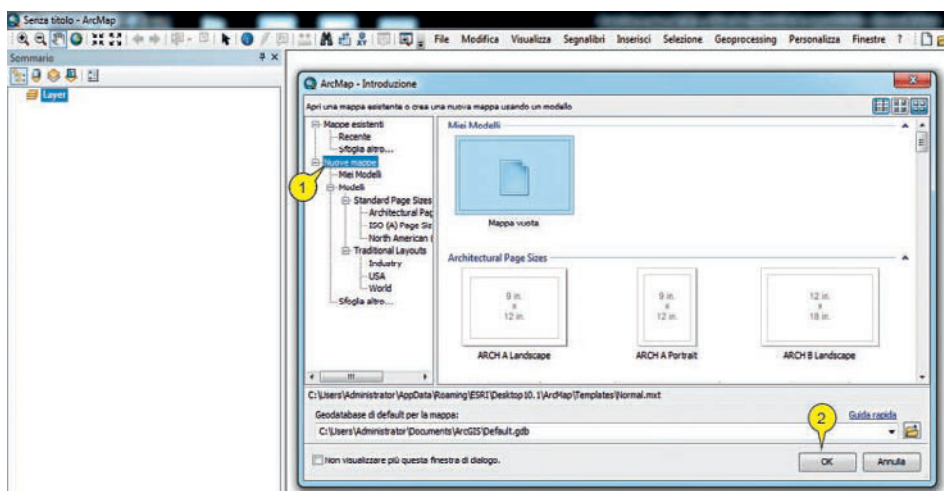 Senza titolo - ArcMap
File Modifica Visualizza Segnalibri Inserisci Selezione Geoprocessing Personalizza Finestre ?
Sommario
Layer
ArcMap - Introduzione
Apri una mappa esistente o crea una nuova mappa usando un modello
Mappe esistenti
Recente
Sfoglia altro...
Nuove mappe
1
Miei Modelli
Modelli
Standard Page Sizes
Architectural Pag
ISO (A) Page Siz
North American (
Traditional Layouts
Industry
USA
World
Sfoglia altro...
Miei Modelli
Mappa vuota
Architectural Page Sizes
9 in.
x
12 in.
ARCH A Landscape
9 in.
x
12 in.
ARCH A Portrait
12 in.
x
18 in.
ARCH B Landscape
C:\Users\Administrator\AppData\Roaming\ESRI\Desktop10.1\ArcMap\Templates\Normal.mxt
Geodatabase di default per la mappa:
2
Guida rapida
C:\Users\Administrator\Documents\ArcGIS\Default.gdb
Non visualizzare più questa finestra di dialogo.
OK
Annulla